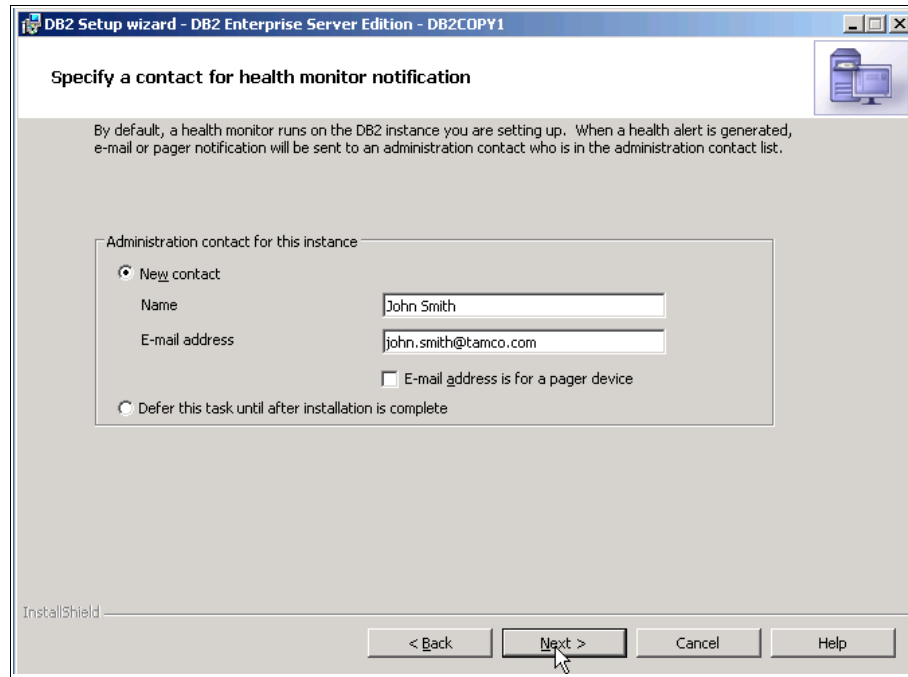 DB2 Setup wizard - DB2 Enterprise Server Edition - DB2COPY1
Specify a contact for health monitor notification
By default, a health monitor runs on the DB2 instance you are setting up. When a health alert is generated,
e-mail or pager notification will be sent to an administration contact who is in the administration contact list.
Administration contact for this instance
New contact
Name
John Smith
E-mail address
john.smith@tamco.com
E-mail address is for a pager device
Defer this task until after installation is complete
InstallShield
< Back
Next >
Cancel
Help